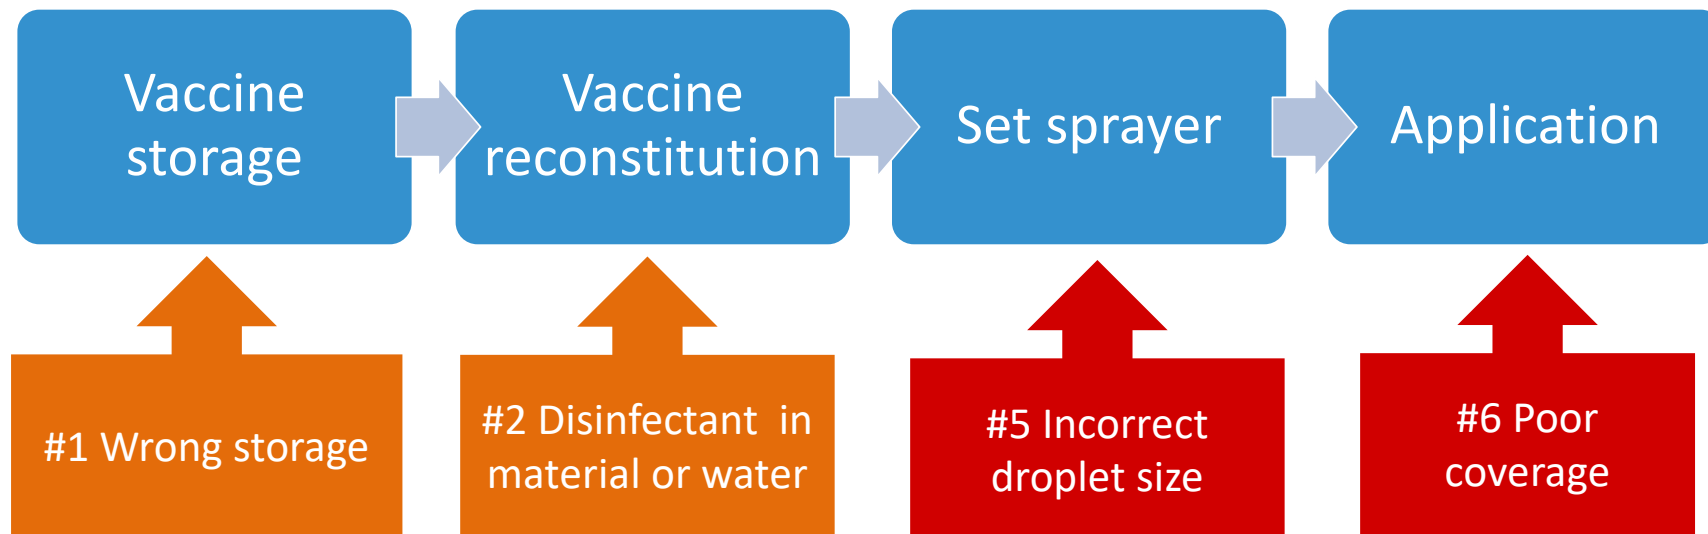 Vaccine
storage
Vaccine
reconstitution
Set sprayer
Application
#1 Wrong storage
#2 Disinfectant  in
material or water
#5 Incorrect
droplet size
#6 Poor
coverage